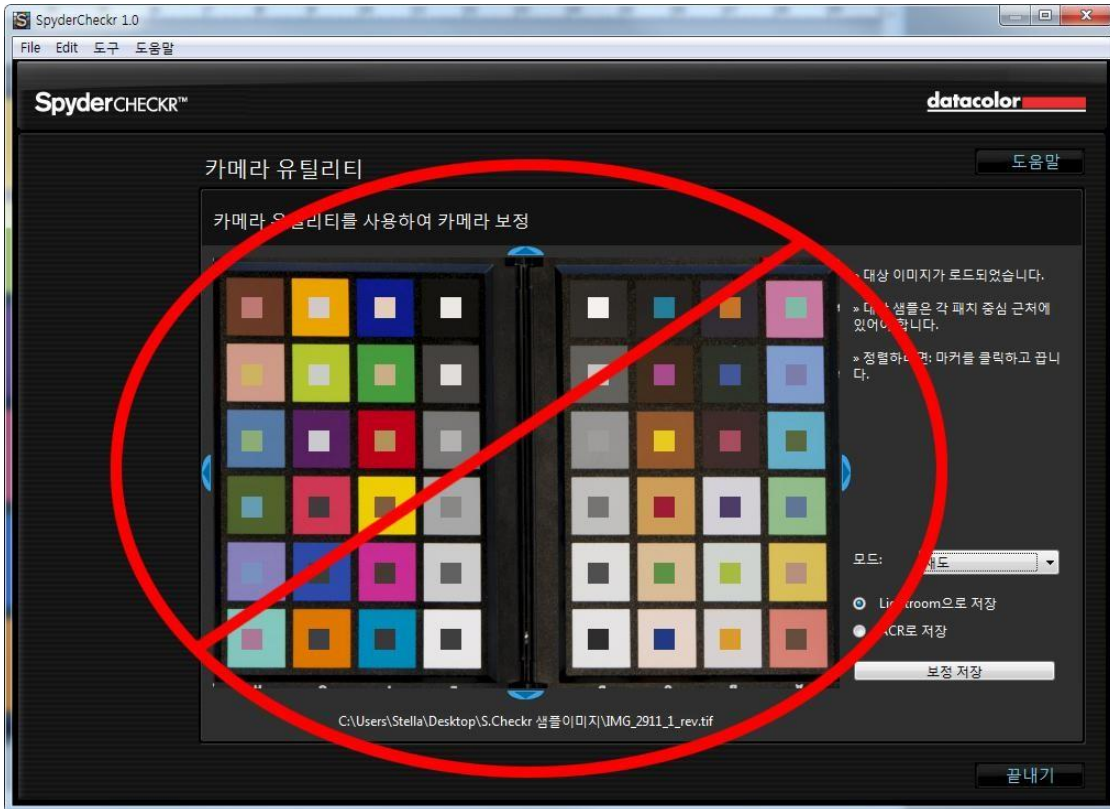 SpyderCheckr 1.0
File Edit 도구 도움말
SpyderCHECKR™
datacolor
카메라 유틸리티
도움말
카메라 유틸리티를 사용하여 카메라 보정
» 대상 이미지가 로드되었습니다.
» 대상 샘플은 각 패치 중심 근처에
있어야 합니다.
» 정렬하려면: 마커를 클릭하고 끕니
다.
모드:
채도
Lightroom으로 저장
ACR로 저장
보정 저장
C:\Users\Stella\Desktop\S.Checkr 샘플이미지\IMG_2911_1_rev.tif
끝내기